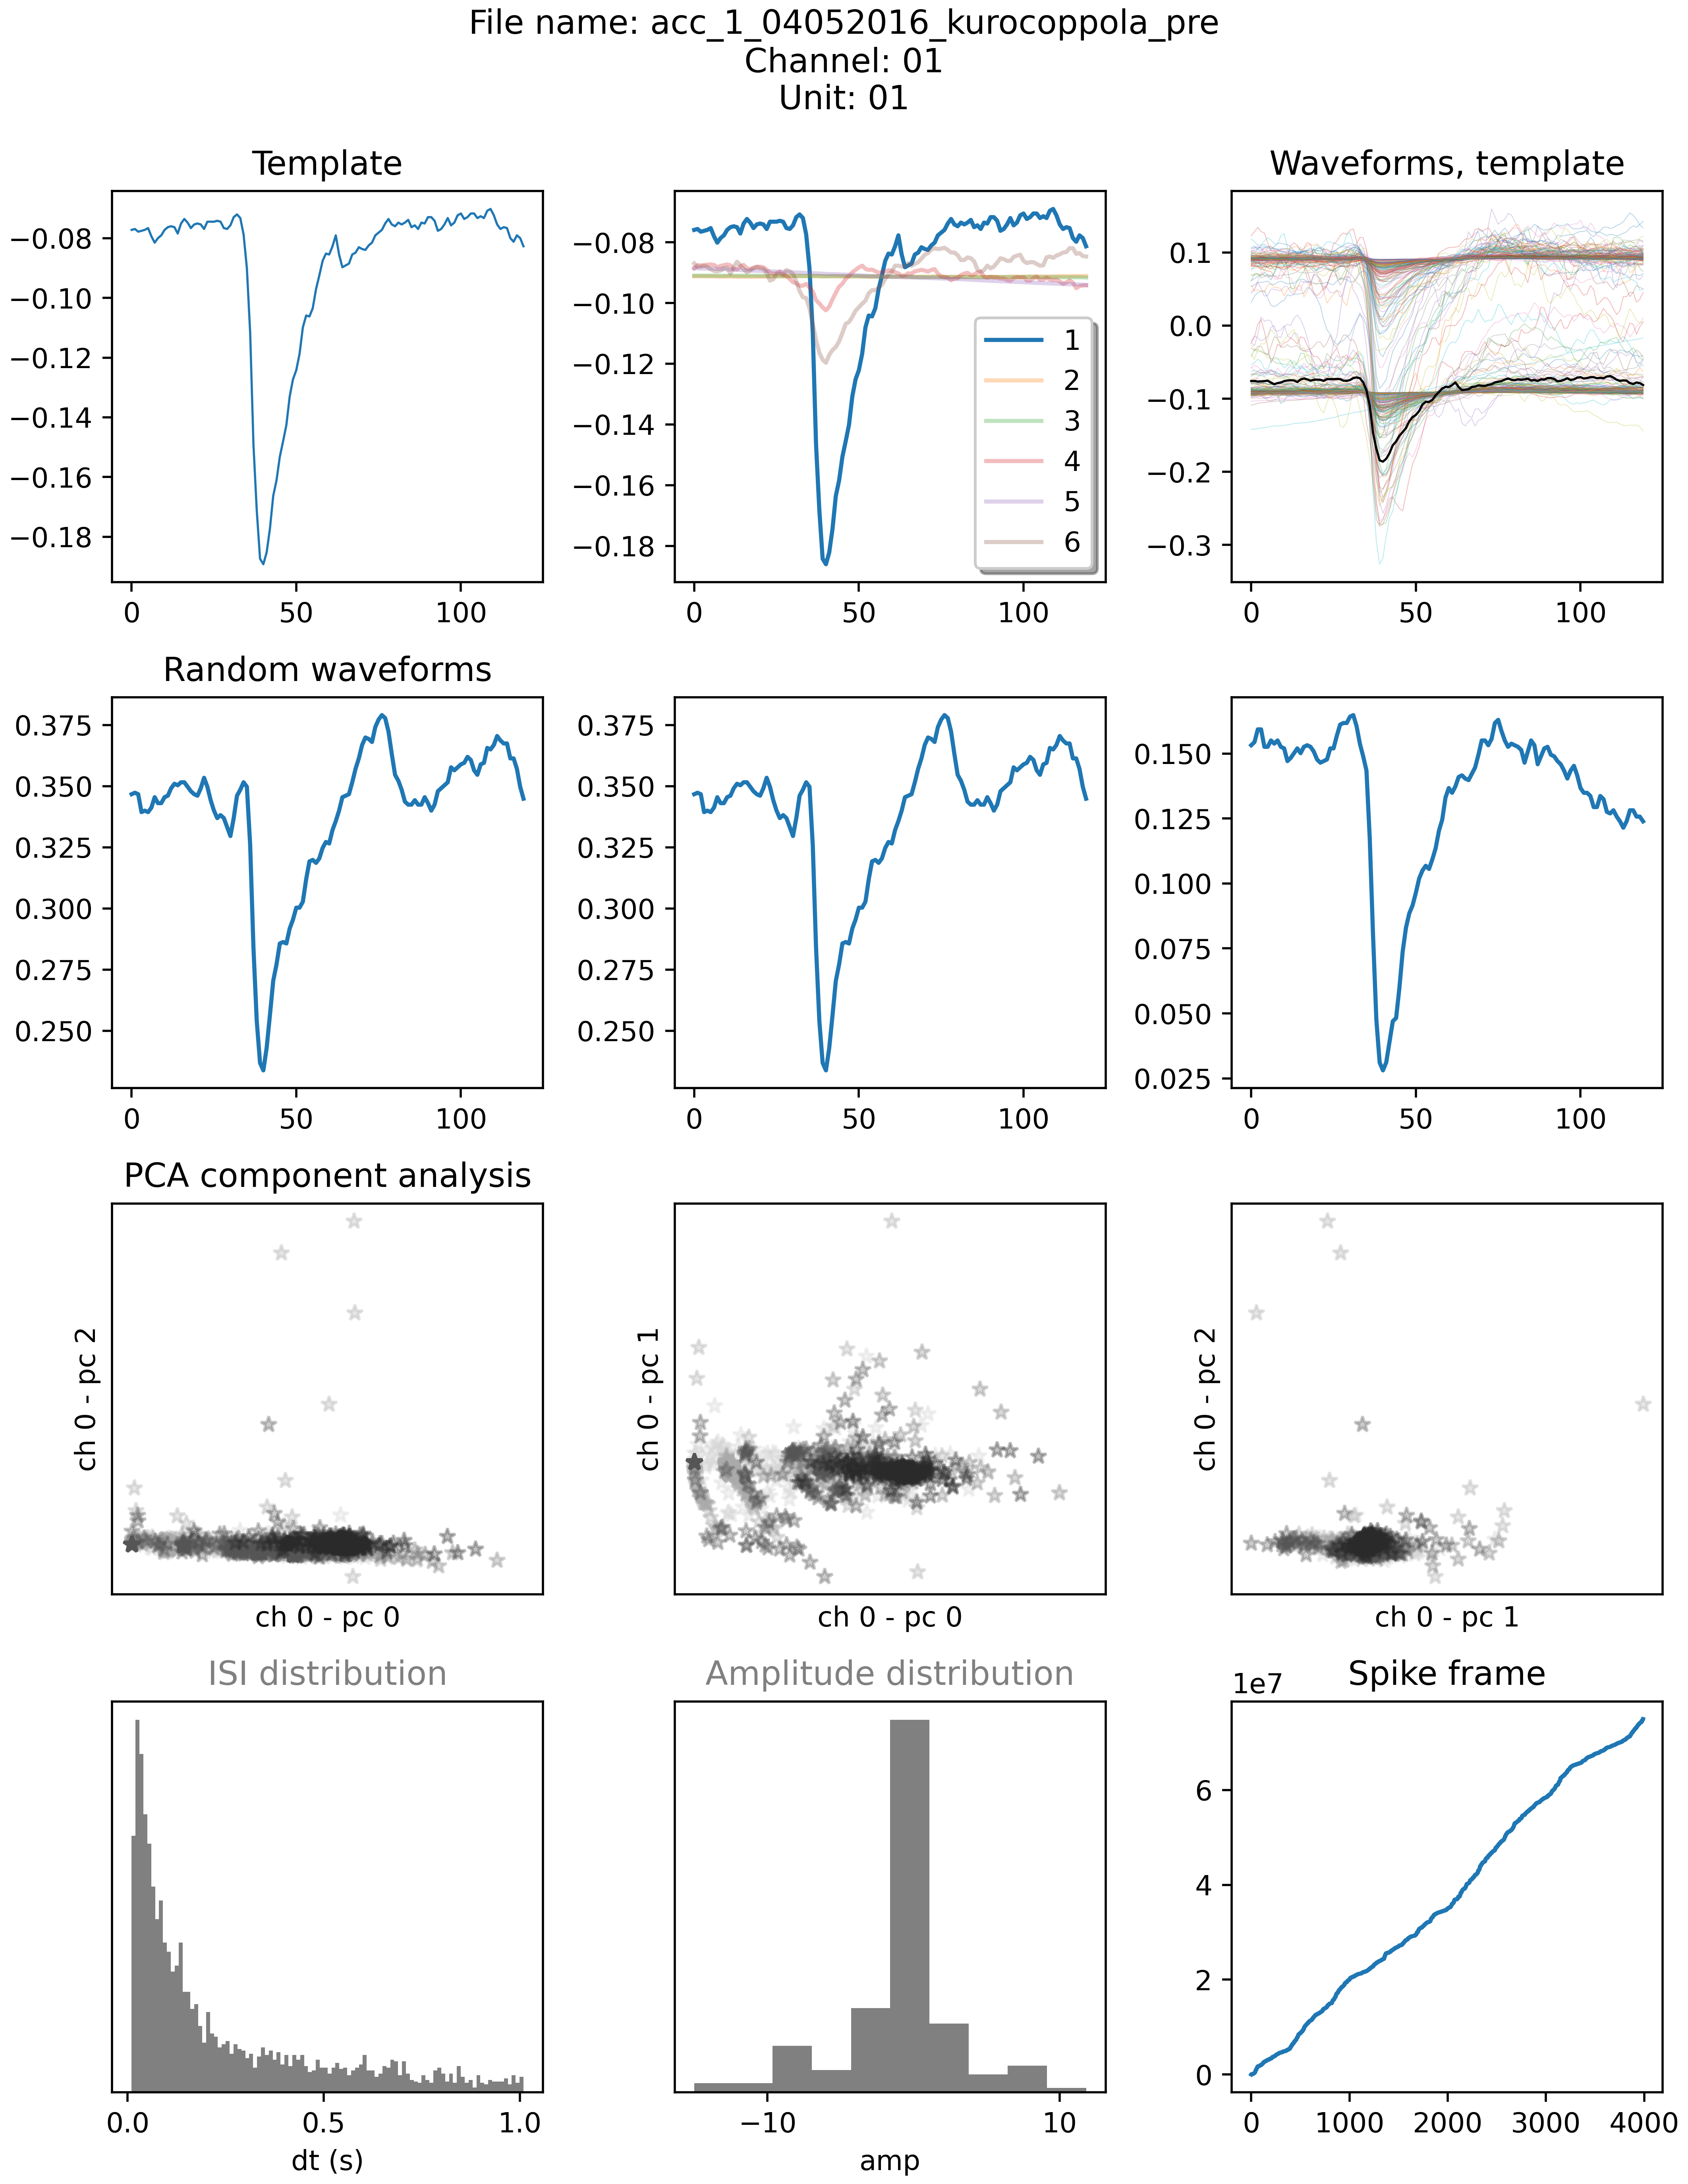 File name: acc_1_04052016_kurocoppola_pre
Channel: 01
Unit: 01
Template
Waveforms, template
−0.08
−0.10
−0.12
−0.14
−0.16
−0.18
0 50 100
−0.08
−0.10
−0.12
−0.14
−0.16
−0.18
0 50 100
1
2
3
4
5
6
0.1
0.0
−0.1
−0.2
−0.3
0 50 100
Random waveforms
0.375
0.350
0.325
0.300
0.275
0.250
0 50 100
0.375
0.350
0.325
0.300
0.275
0.250
0 50 100
0.150
0.125
0.100
0.075
0.050
0.025
0 50 100
PCA component analysis
ch 0 - pc 2
ch 0 - pc 0
ch 0 - pc 1
ch 0 - pc 0
ch 0 - pc 2
ch 0 - pc 1
ISI distribution
0.0 0.5 1.0
dt (s)
Amplitude distribution
−10 10
amp
Spike frame
1e7
6
4
2
0
0 1000 2000 3000 4000